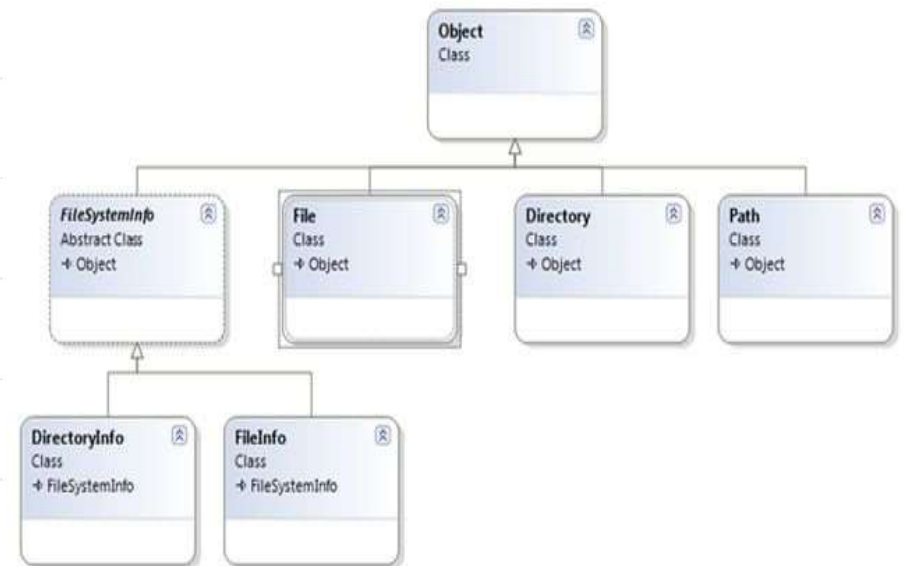 Object
Class
FileSystemInfo
Abstract Class
Object
File
Class
Object
Directory
Class
Object
Path
Class
Object
DirectoryInfo
Class
FileSystemInfo
FileInfo
Class
FileSystemInfo